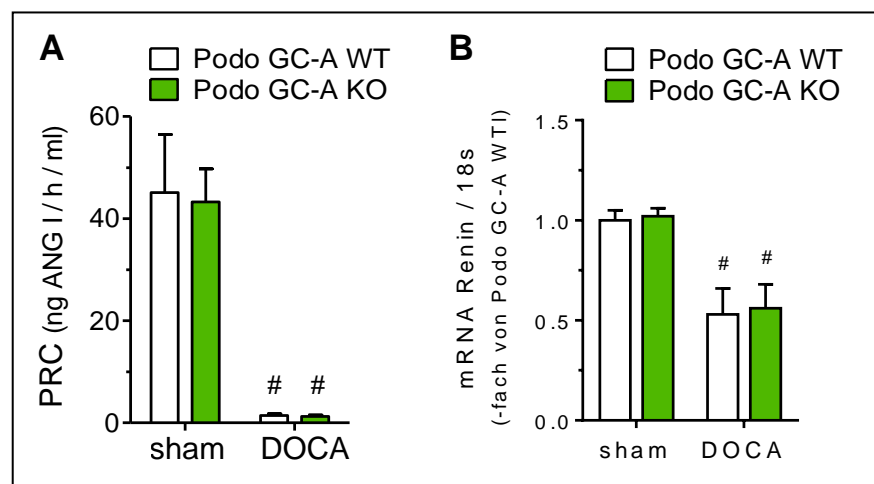 A
Podo GC-A WT
Podo GC-A KO
PRC (ng ANG I / h / ml)
60
40
20
0
# #
sham DOCA
B
Podo GC-A WT
Podo GC-A KO
mRNA Renin / 18s
(-fach von Podo GC-A WTI)
1.5
1.0
0.5
0.0
# #
sham DOCA